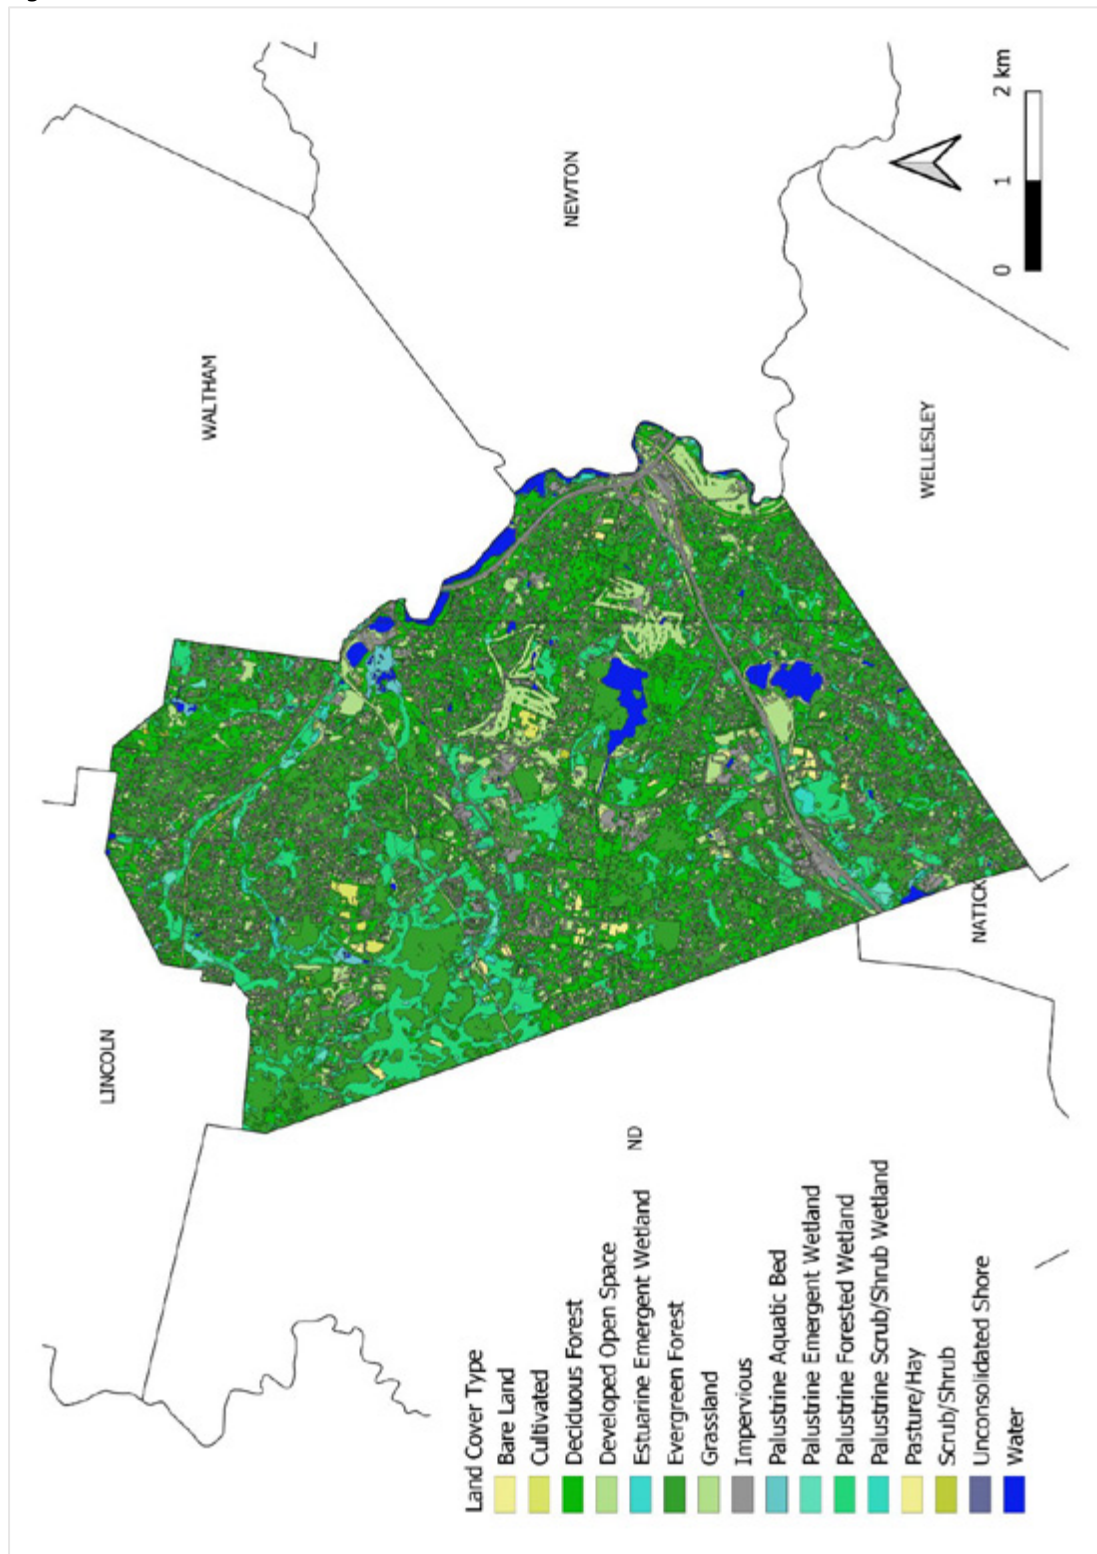 LINCOLN
WALTHAM
NEWTON
WELLESLEY
NATICK
ND
Land Cover Type
Bare Land
Cultivated
Deciduous Forest
Developed Open Space
Estuarine Emergent Wetland
Evergreen Forest
Grassland
Impervious
Palustrine Aquatic Bed
Palustrine Emergent Wetland
Palustrine Forested Wetland
Palustrine Scrub/Shrub Wetland
Pasture/Hay
Scrub/Shrub
Unconsolidated Shore
Water
0 1 2 km